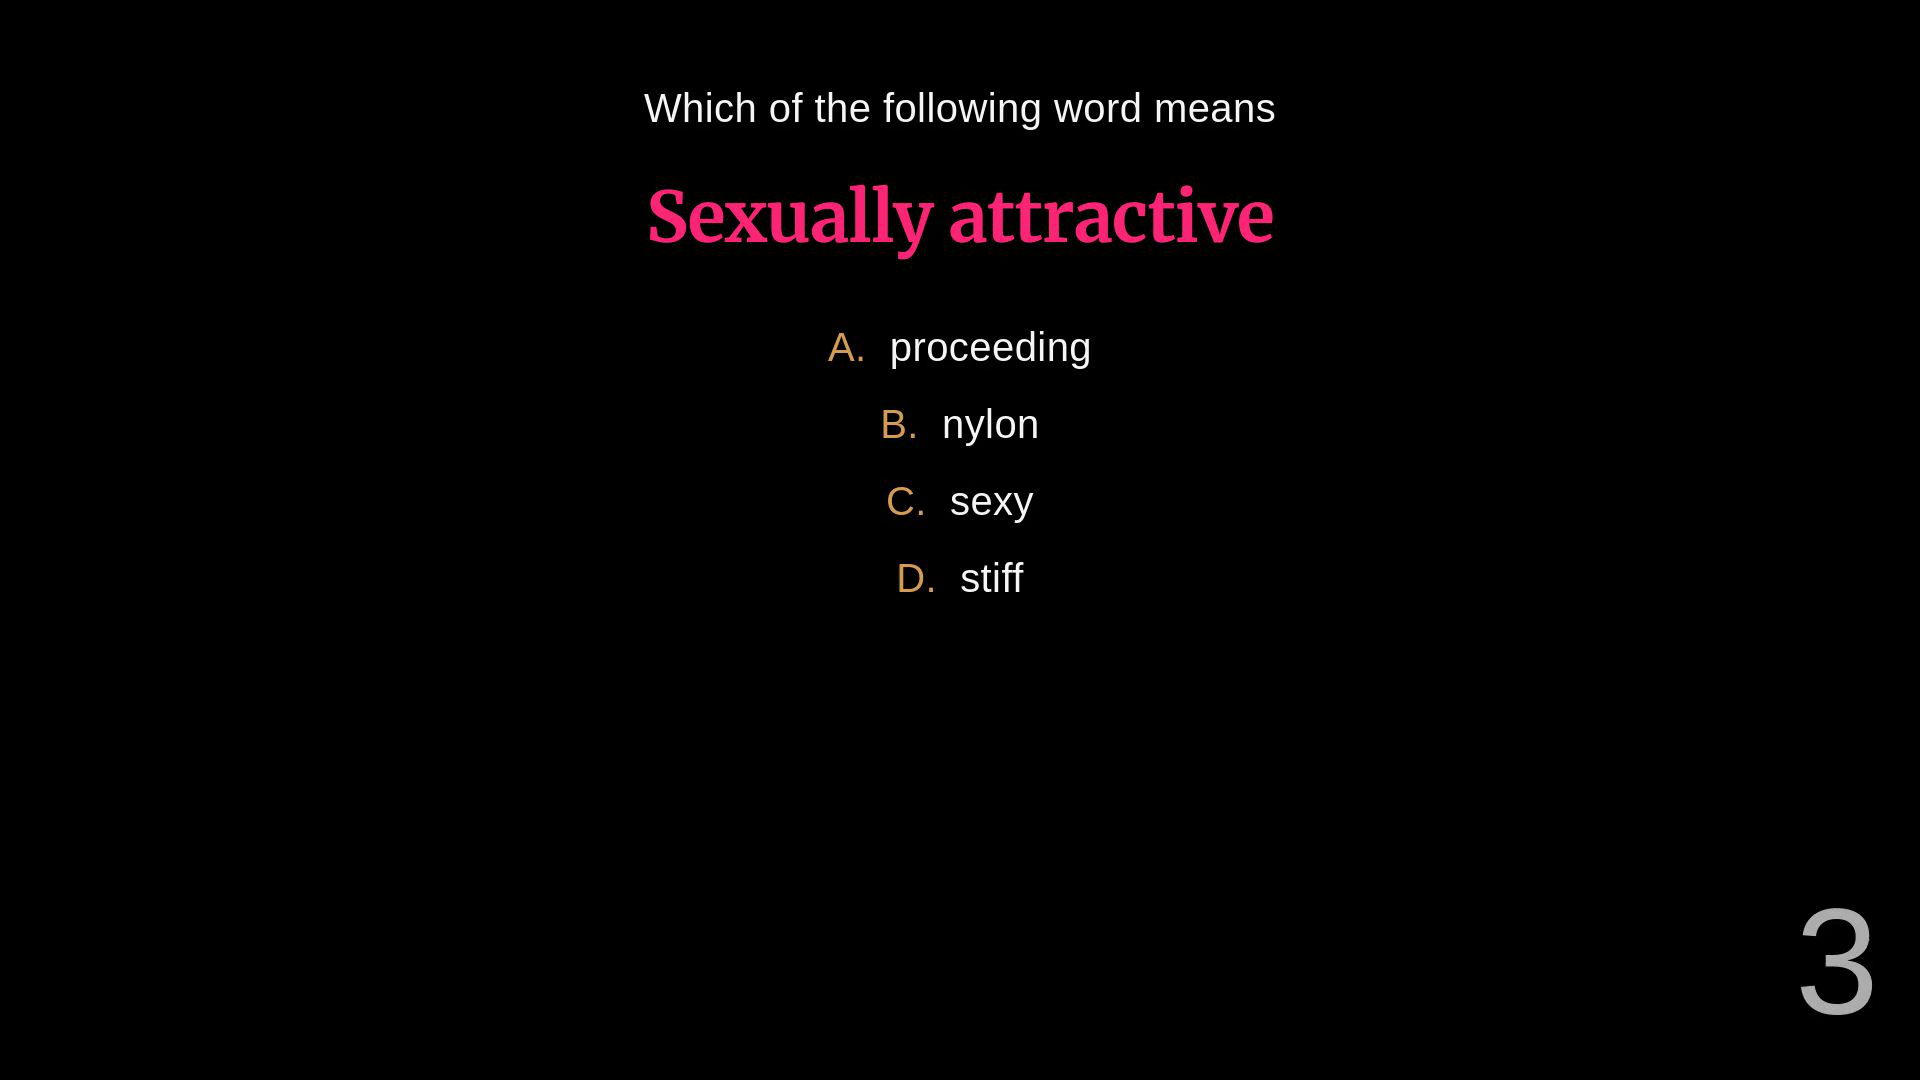 Which of the following word means
Sexually attractive
A. proceeding
B. nylon
C. sexy
D. stiff
3